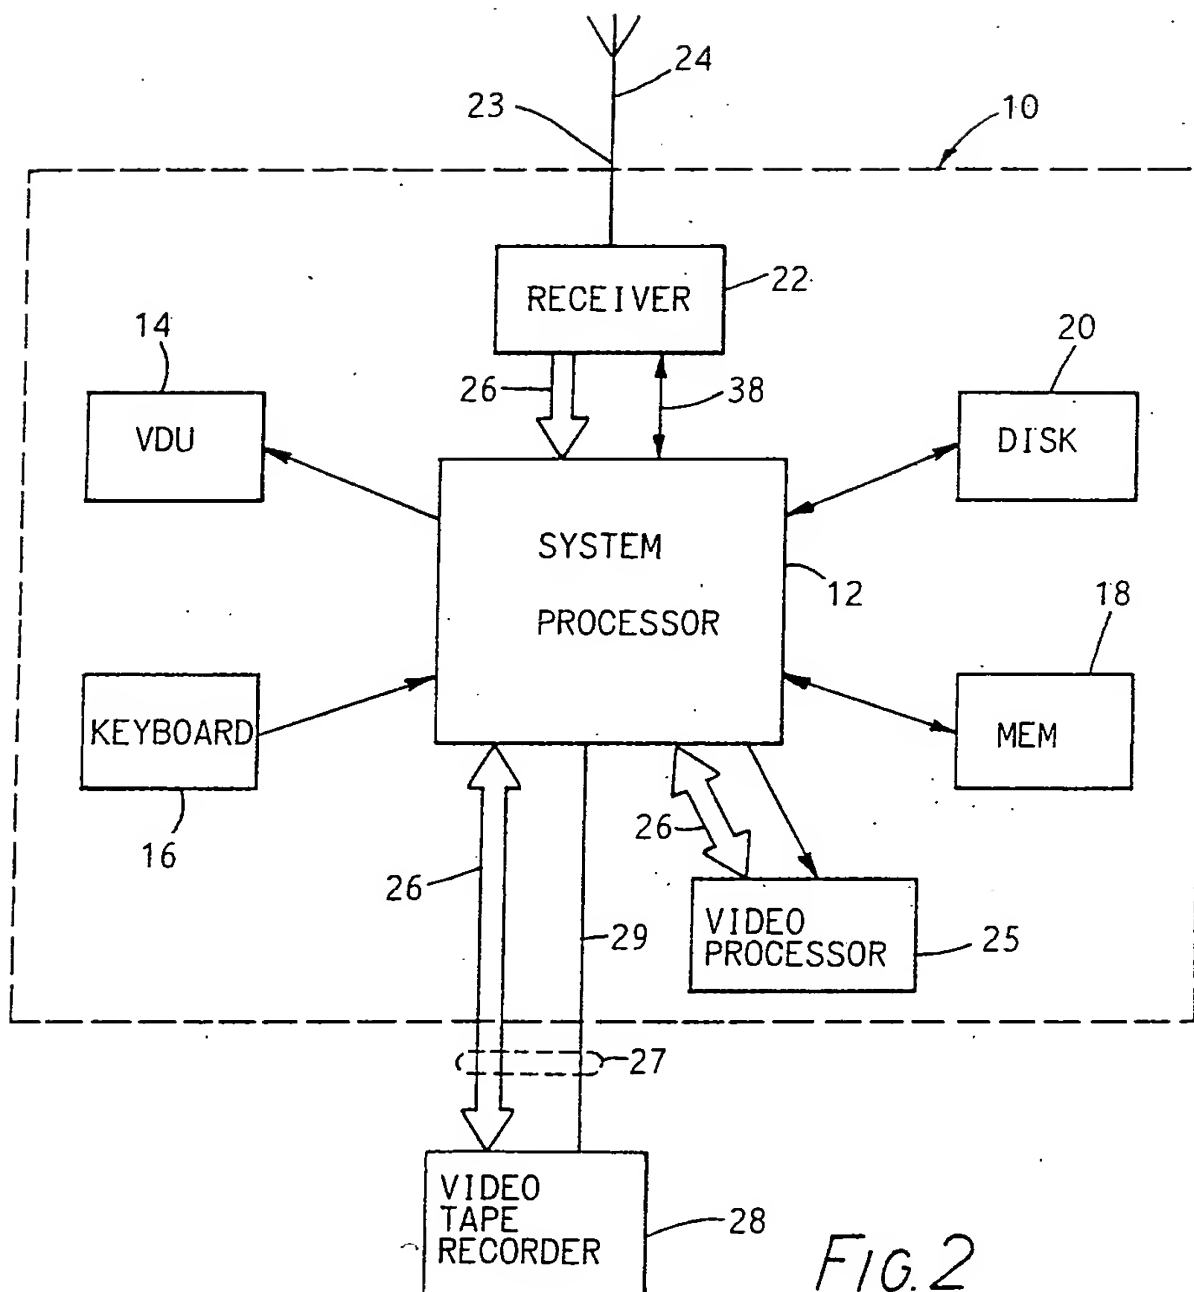 24
23
10
RECEIVER
22
14
20
26
38
VDU
DISK
SYSTEM
PROCESSOR
12
18
KEYBOARD
MEM
16
26
26
29
VIDEO
PROCESSOR
25
27
VIDEO
TAPE
RECORDER
28
FIG. 2